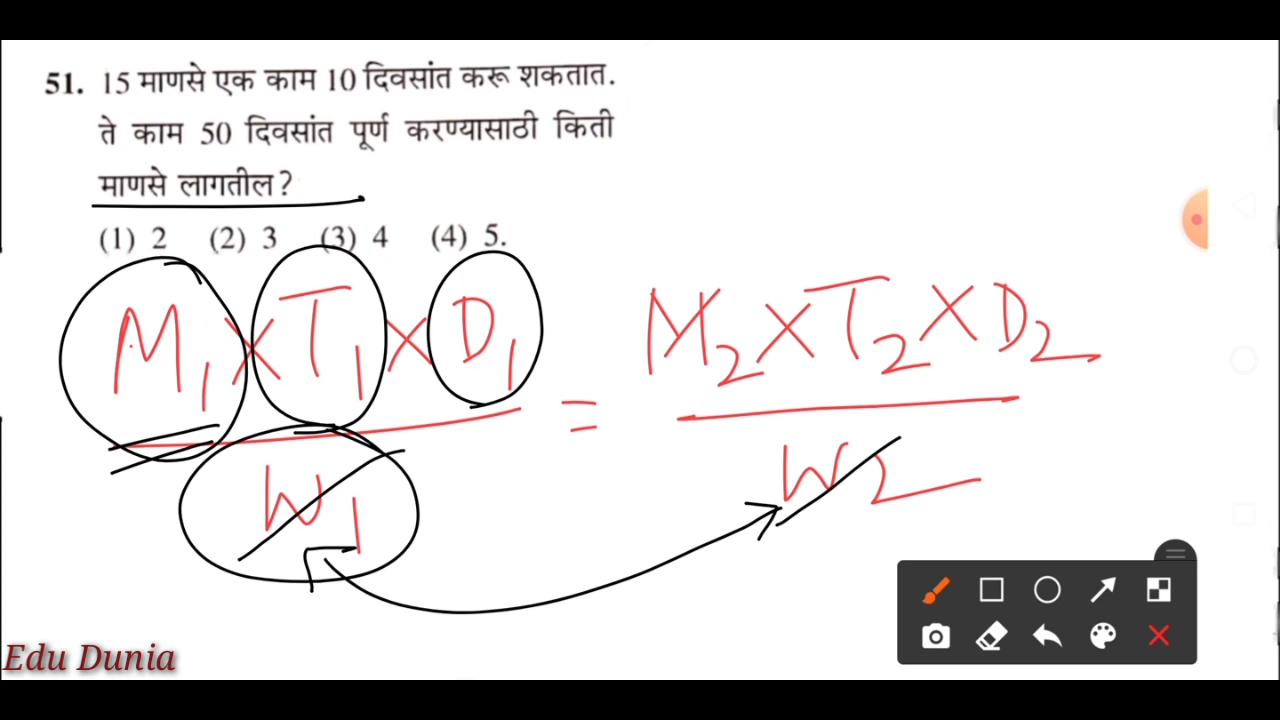 51. 15 माणसे एक काम 10 दिवसांत करू शकतात.
ते काम 50 दिवसांत पूर्ण करण्यासाठी किती
माणसे लागतील?
(1) 2 (2) 3 (3) 4 (4) 5.
M1 X T1 X D1 = M2 X T2 X D2
W1 W2
Edu Dunia